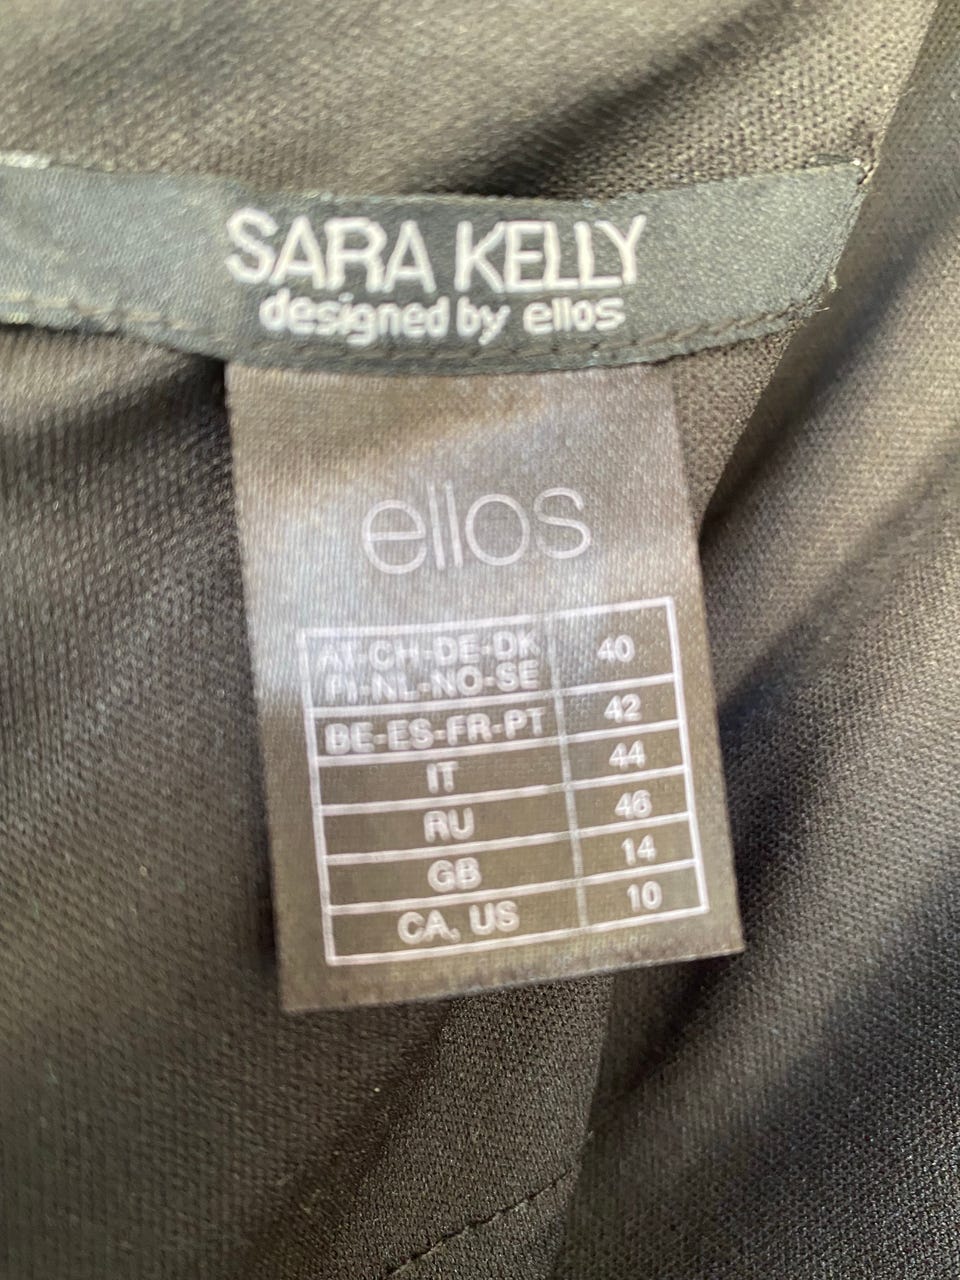 SARA KELLY
designed by ellos
ellos
AT-CH-DE-DK
FI-NL-NO-SE 40
BE-ES-FR-PT 42
IT 44
RU 46
GB 14
CA, US 10